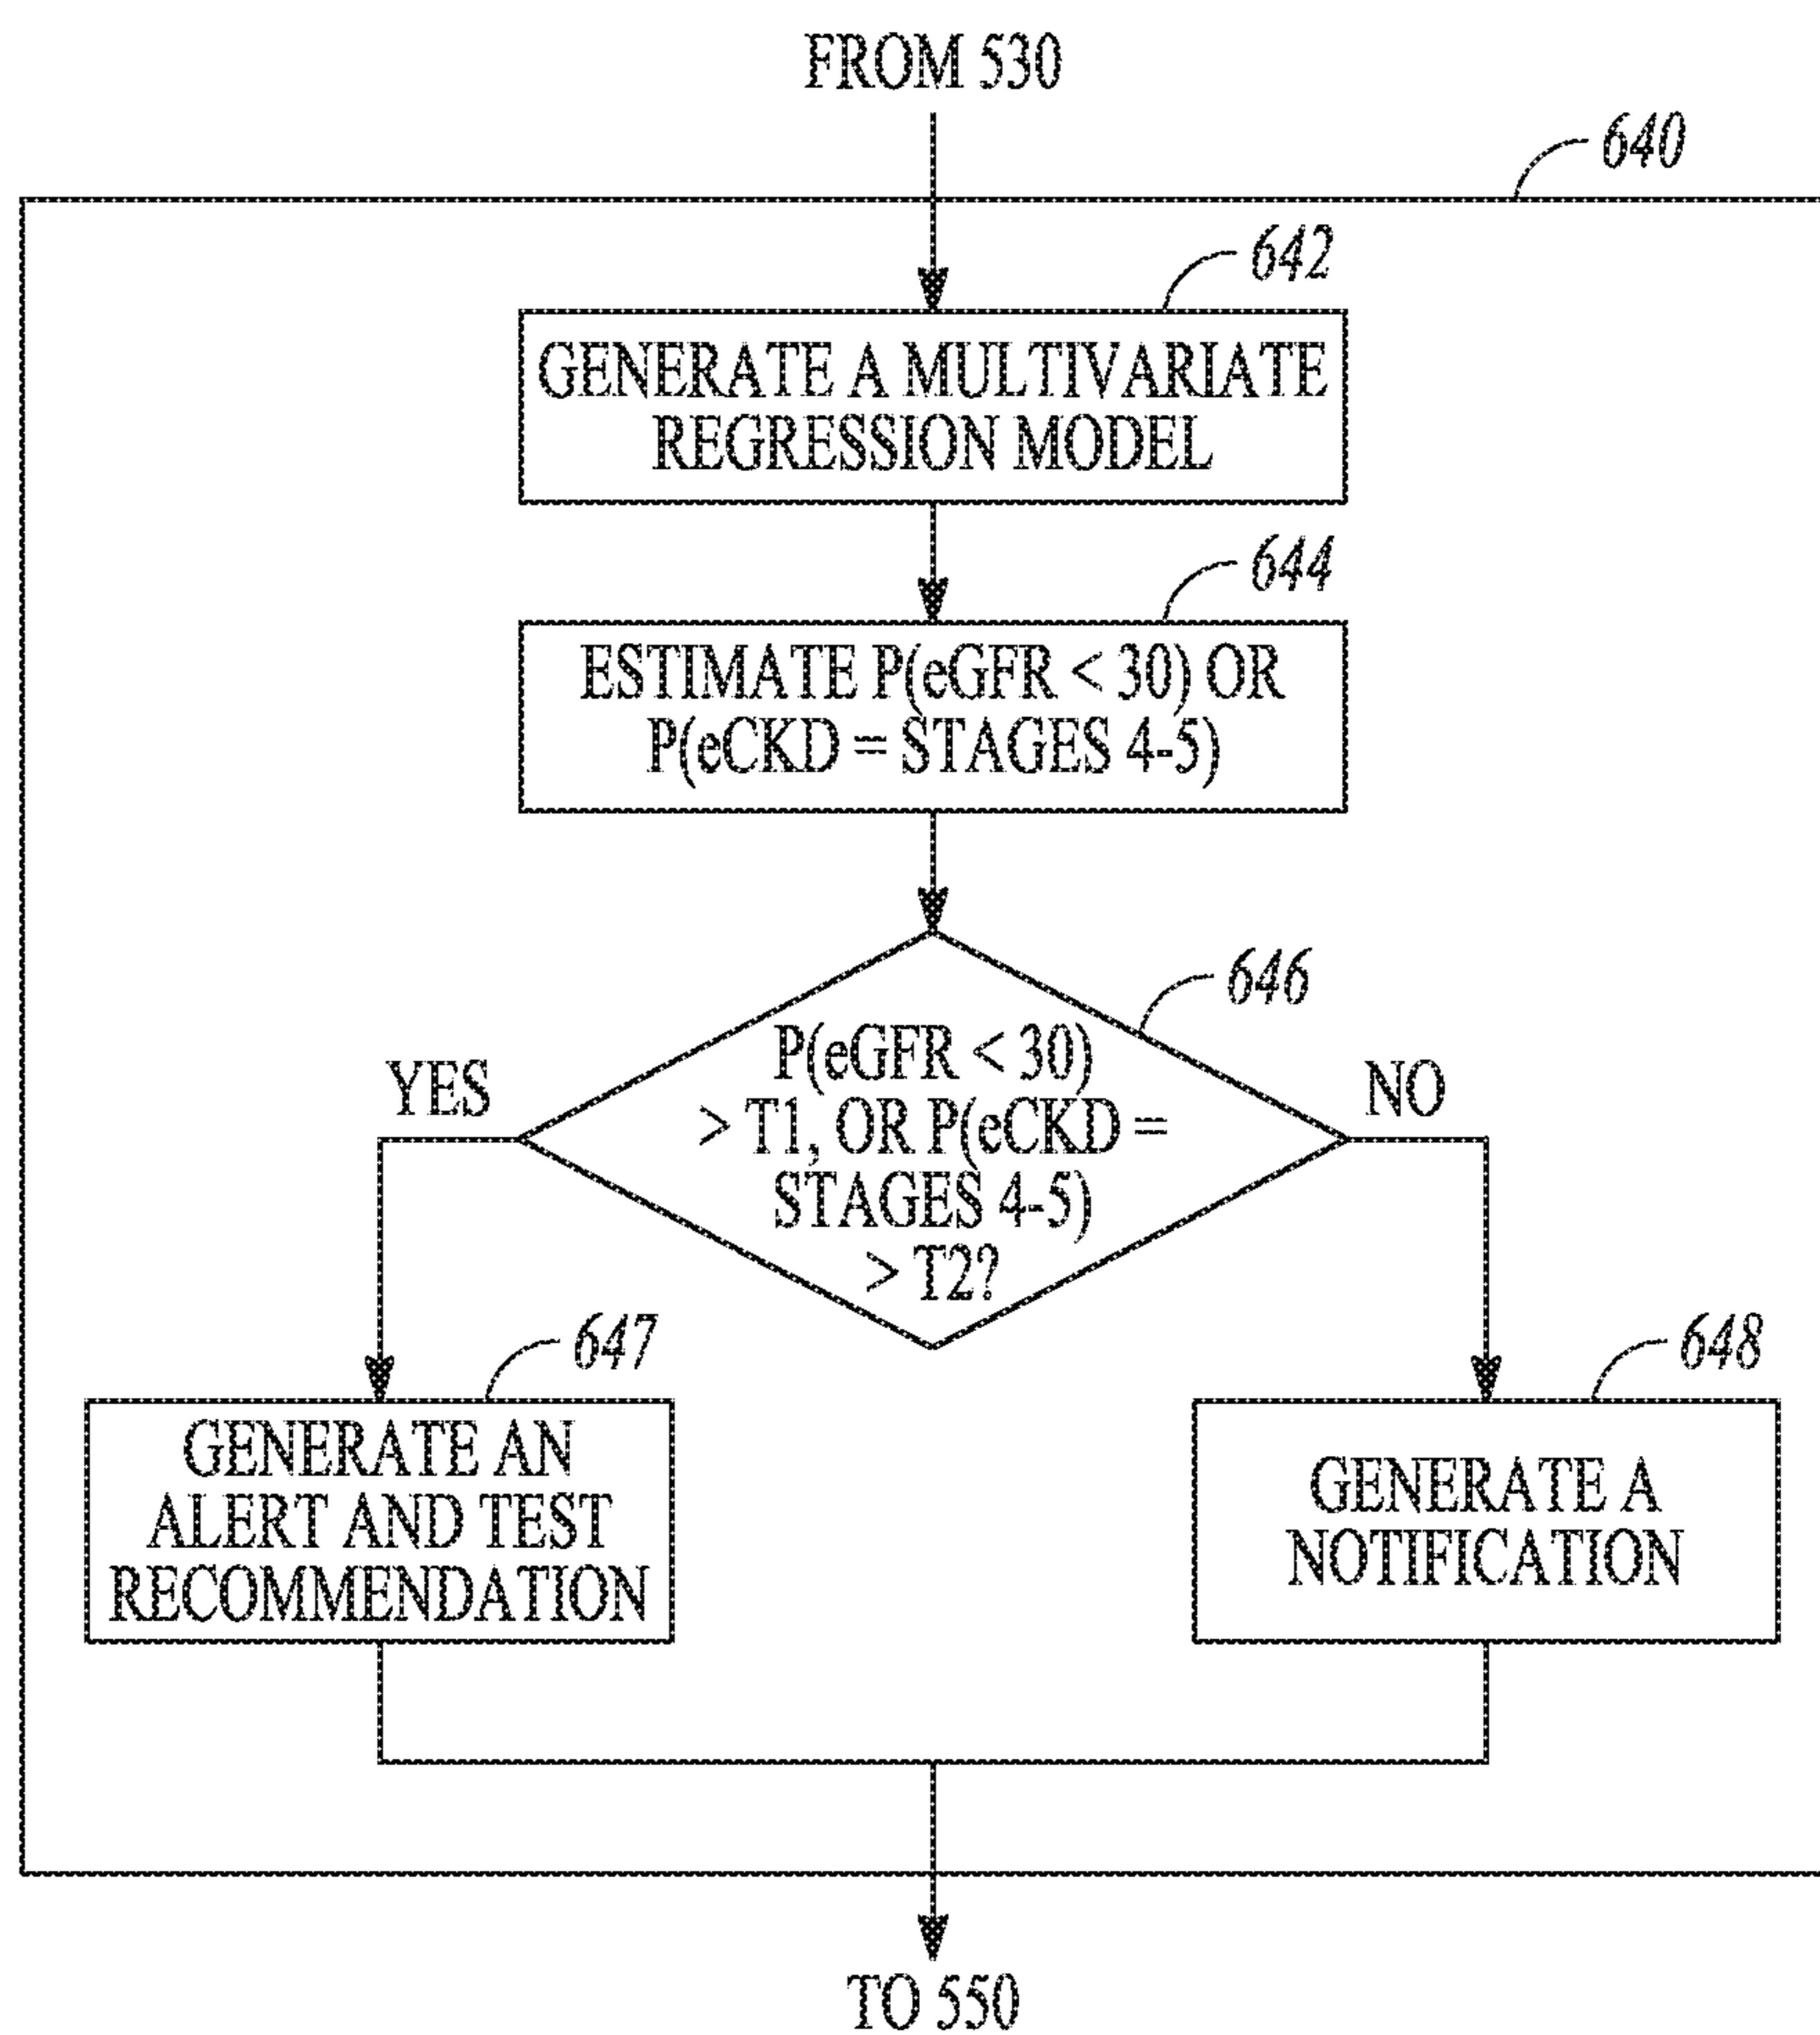 FROM 530
640
642
GENERATE A MULTIVARIATE
REGRESSION MODEL
644
ESTIMATE P(eGFR < 30) OR
P(eCKD = STAGES 4-5)
646
P(eGFR < 30)
> T1, OR P(eCKD =
STAGES 4-5)
> T2?
YES
NO
647
GENERATE AN
ALERT AND TEST
RECOMMENDATION
648
GENERATE A
NOTIFICATION
TO 550